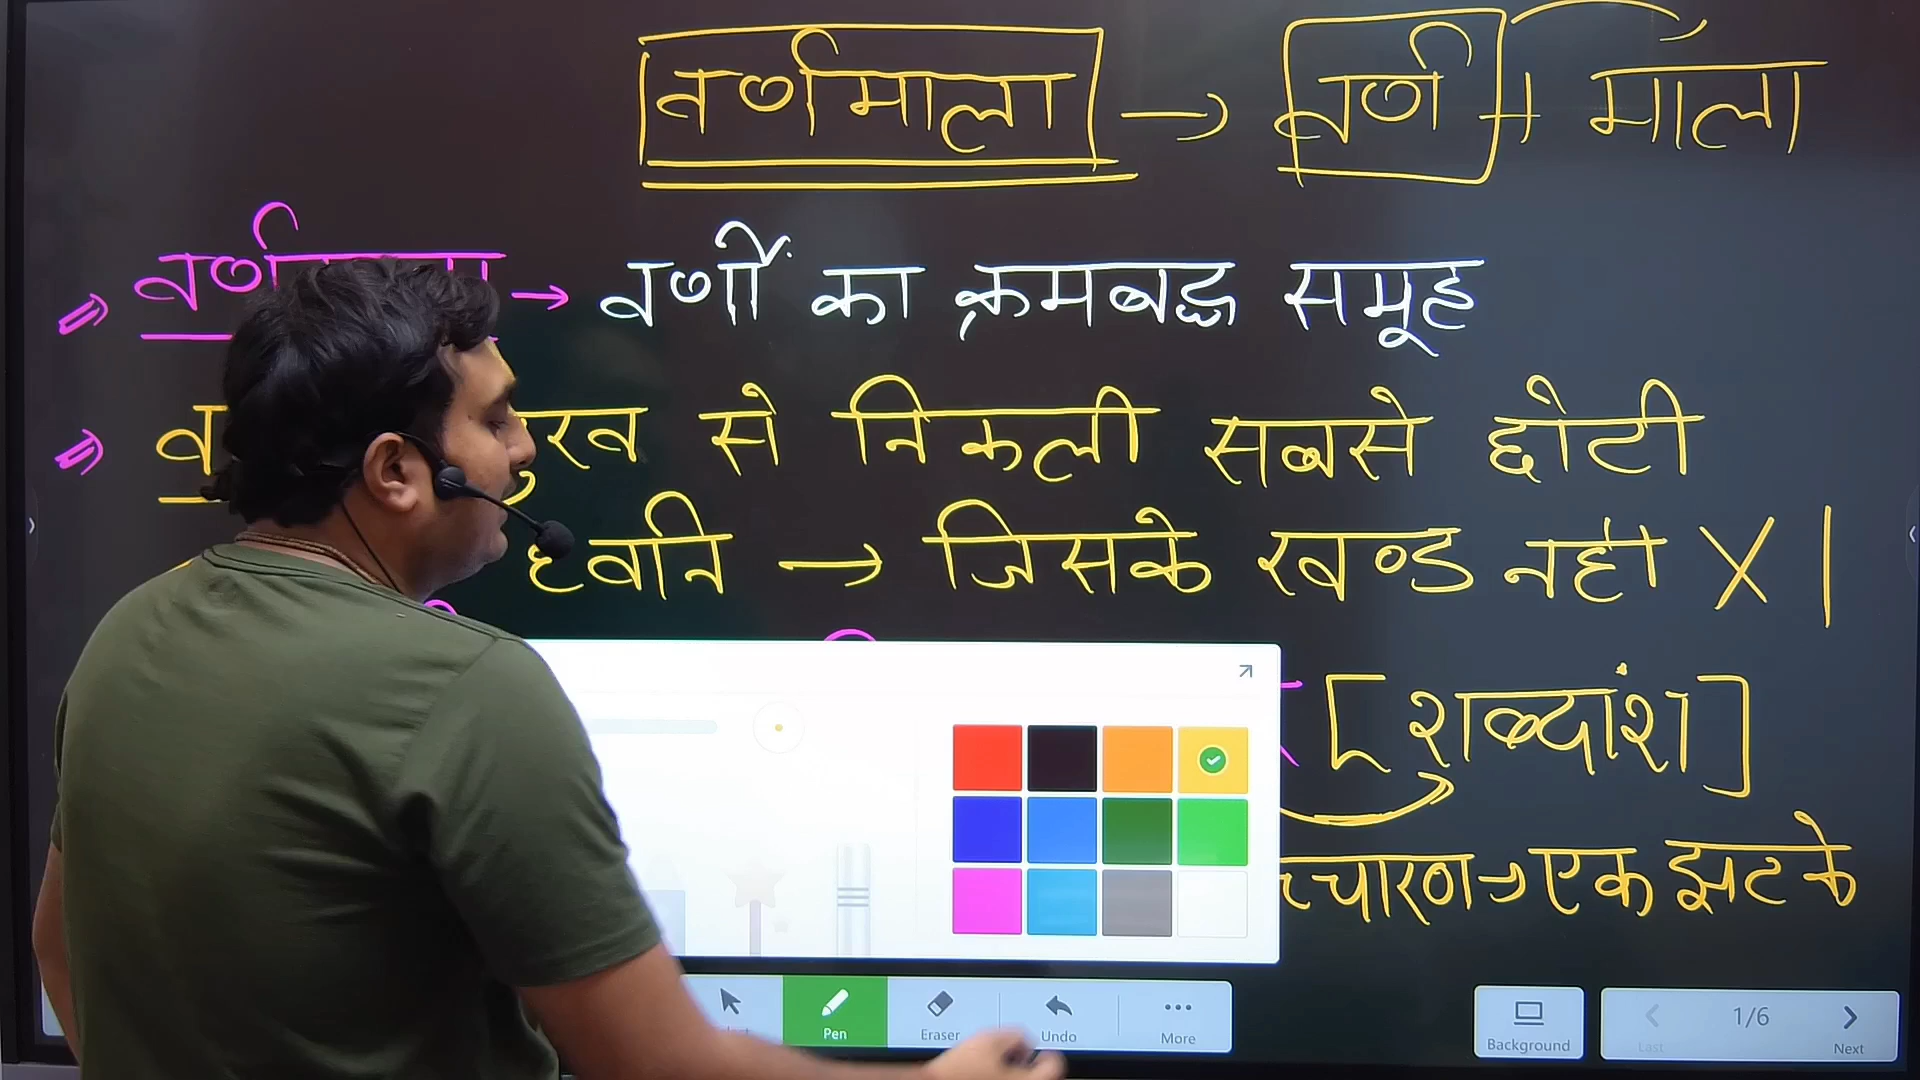 वर्णमाला → वर्ण + माला
⇒ → वर्णों का क्रमबद्ध समूह
⇒ से निकली सबसे छोटी
ध्वनि → जिसके खण्ड नहीं X |
[शब्दांश]
च्चारण → एक झटके
Pen
Eraser
Undo
More
Background
Last
1/6
Next